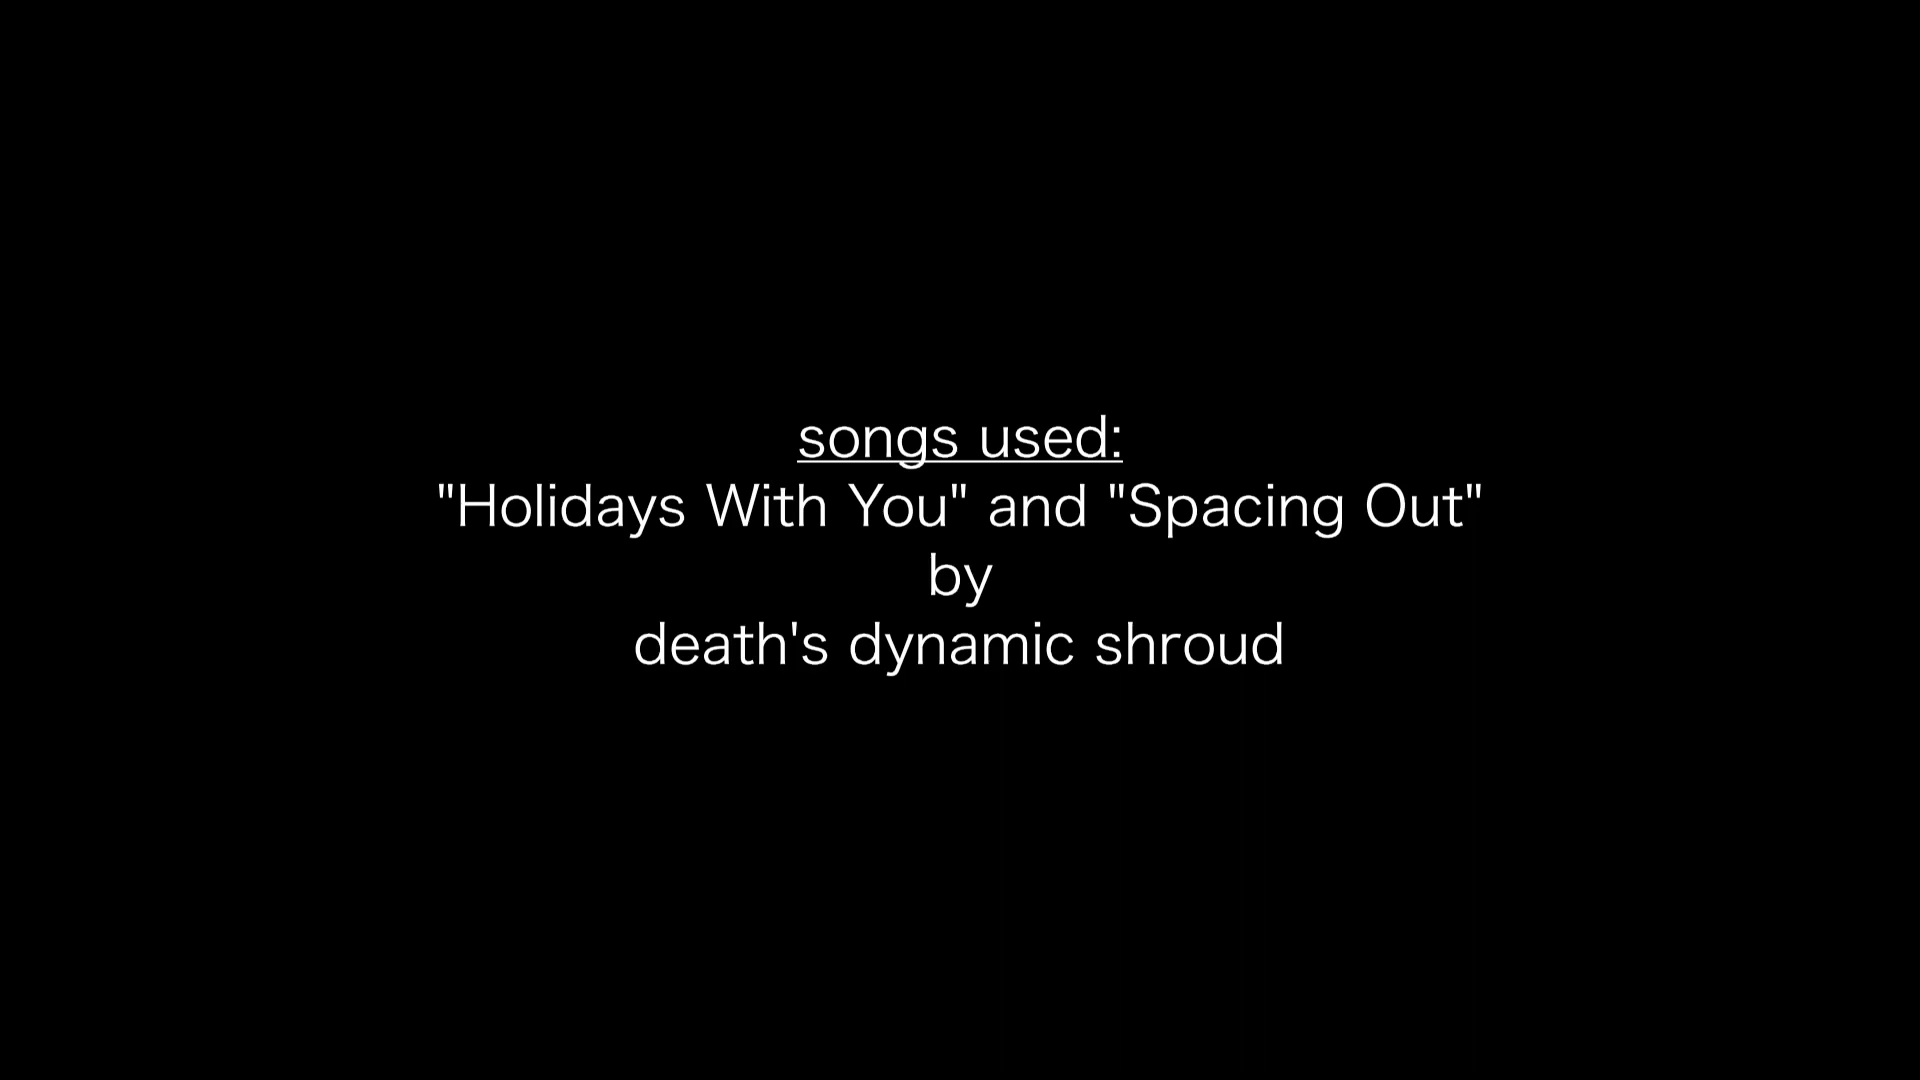 songs used:
"Holidays With You" and "Spacing Out"
by
death's dynamic shroud